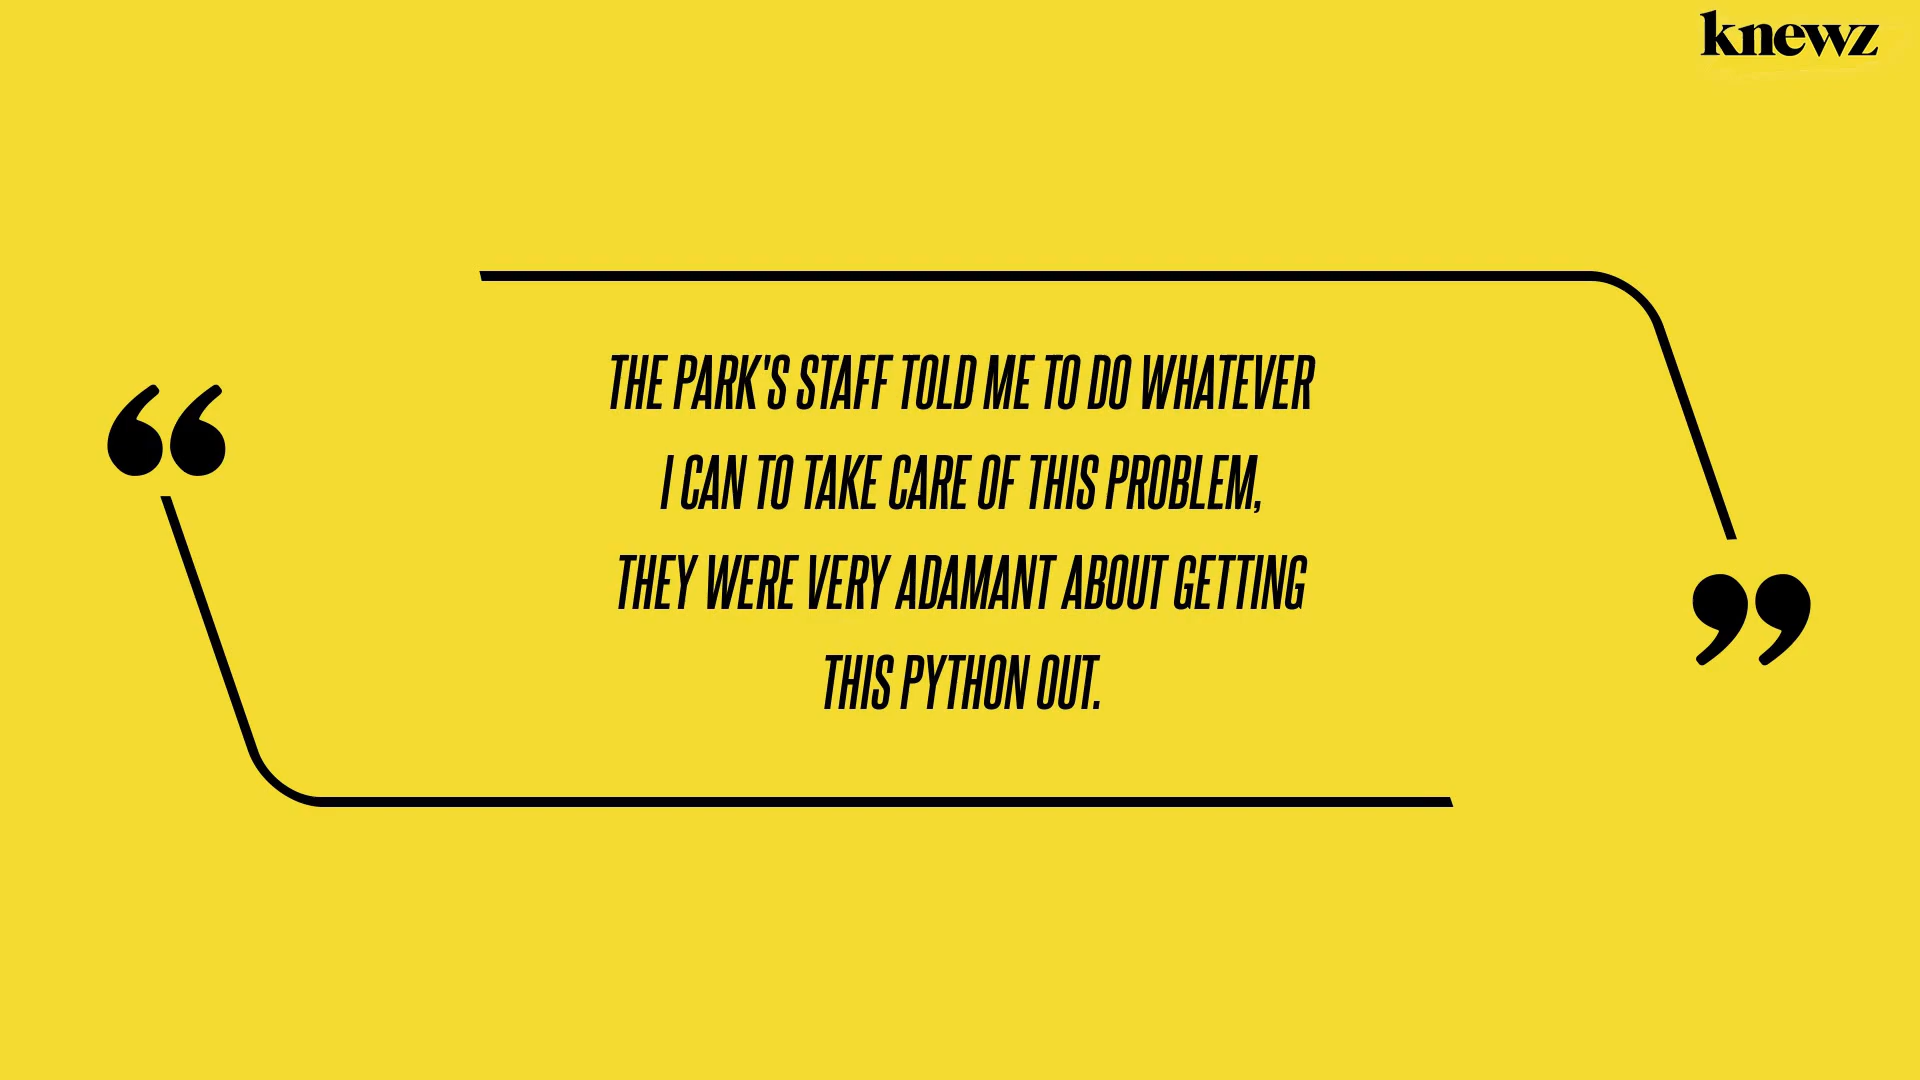 knewz
THE PARK'S STAFF TOLD ME TO DO WHATEVER
I CAN TO TAKE CARE OF THIS PROBLEM,
THEY WERE VERY ADAMANT ABOUT GETTING
THIS PYTHON OUT.